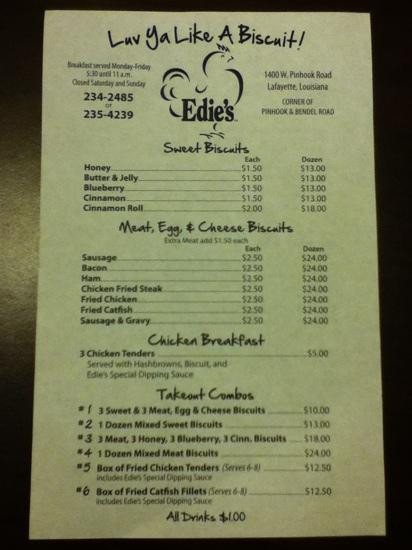 Luv Ya Like A Biscuit!
Breakfast served Monday-Friday
5:30 until 11 a.m.
Closed Saturday and Sunday
234-2485
or
235-4239
Edie's
1400 W. Pinhook Road
Lafayette, Louisiana
CORNER OF
PINHOOK & BENDEL ROAD
Sweet Biscuits
Each Dozen
Honey $1.50 $13.00
Butter & Jelly $1.50 $13.00
Blueberry $1.50 $13.00
Cinnamon $1.50 $13.00
Cinnamon Roll $2.00 $18.00
Meat, Egg, & Cheese Biscuits
Extra Meat add $1.50 each
Each Dozen
Sausage $2.50 $24.00
Bacon $2.50 $24.00
Ham $2.50 $24.00
Chicken Fried Steak $2.50 $24.00
Fried Chicken $2.50 $24.00
Fried Catfish $2.50 $24.00
Sausage & Gravy $2.50 $24.00
Chicken Breakfast
3 Chicken Tenders $5.00
Served with Hashbrowns, Biscuit, and
Edie's Special Dipping Sauce
Takeout Combos
#1 3 Sweet & 3 Meat, Egg & Cheese Biscuits $10.00
#2 1 Dozen Mixed Sweet Biscuits $13.00
#3 3 Meat, 3 Honey, 3 Blueberry, 3 Cinn. Biscuits $18.00
#4 1 Dozen Mixed Meat Biscuits $24.00
#5 Box of Fried Chicken Tenders (Serves 6-8) $12.50
includes Edie's Special Dipping Sauce
#6 Box of Fried Catfish Fillets (Serves 6-8) $12.50
includes Edie's Special Dipping Sauce
All Drinks $1.00